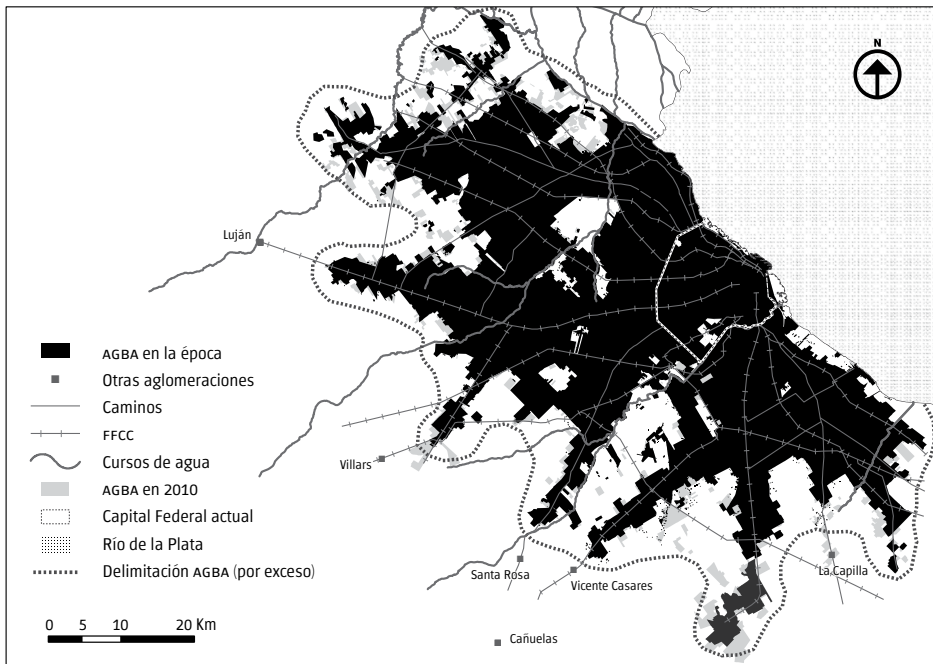 N
Luján
AGBA en la época
Otras aglomeraciones
Caminos
FFCC
Cursos de agua
AGBA en 2010
Capital Federal actual
Río de la Plata
Delimitación AGBA (por exceso)
0 5 10 20 Km
Villars
Santa Rosa
Vicente Casares
La Capilla
Cañuelas